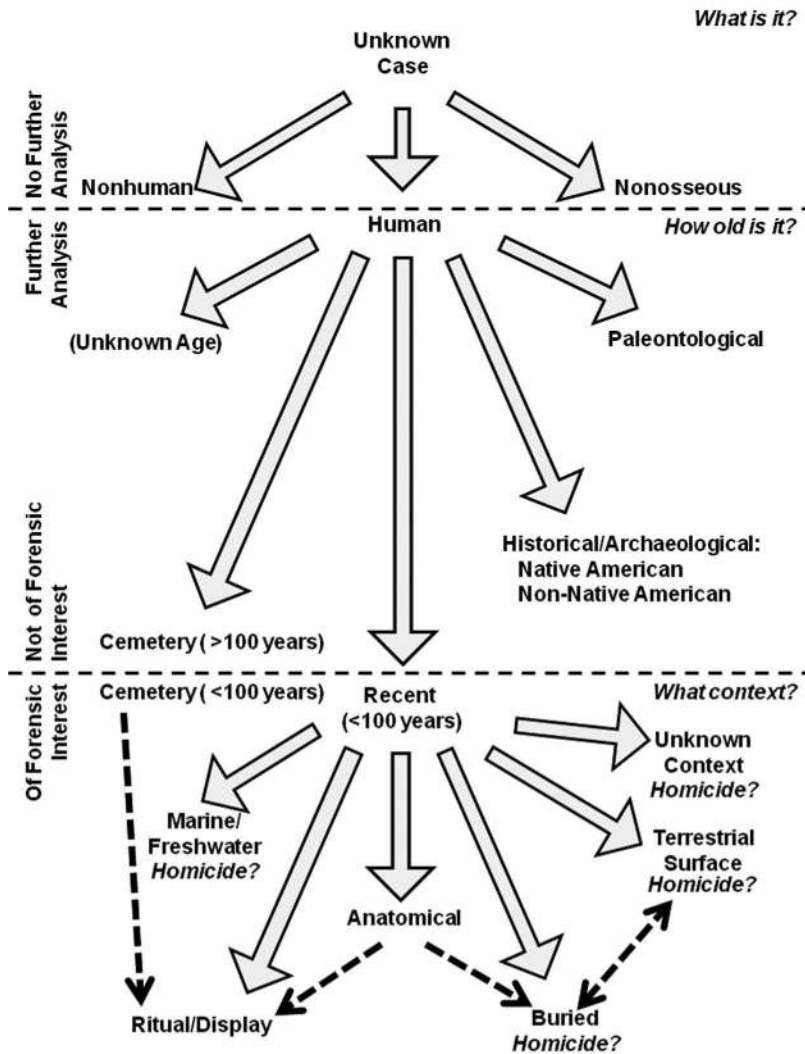 What is it?
Unknown
Case
No Further
Analysis
Nonhuman
Nonosseous
Human
How old is it?
Further
Analysis
(Unknown Age)
Paleontological
Historical/Archaeological:
Native American
Non-Native American
Not of Forensic
Interest
Cemetery ( >100 years)
Cemetery ( <100 years)
Recent
(<100 years)
What context?
Of Forensic
Interest
Unknown
Context
Homicide?
Marine/
Freshwater
Homicide?
Terrestrial
Surface
Homicide?
Anatomical
Ritual/Display
Buried
Homicide?